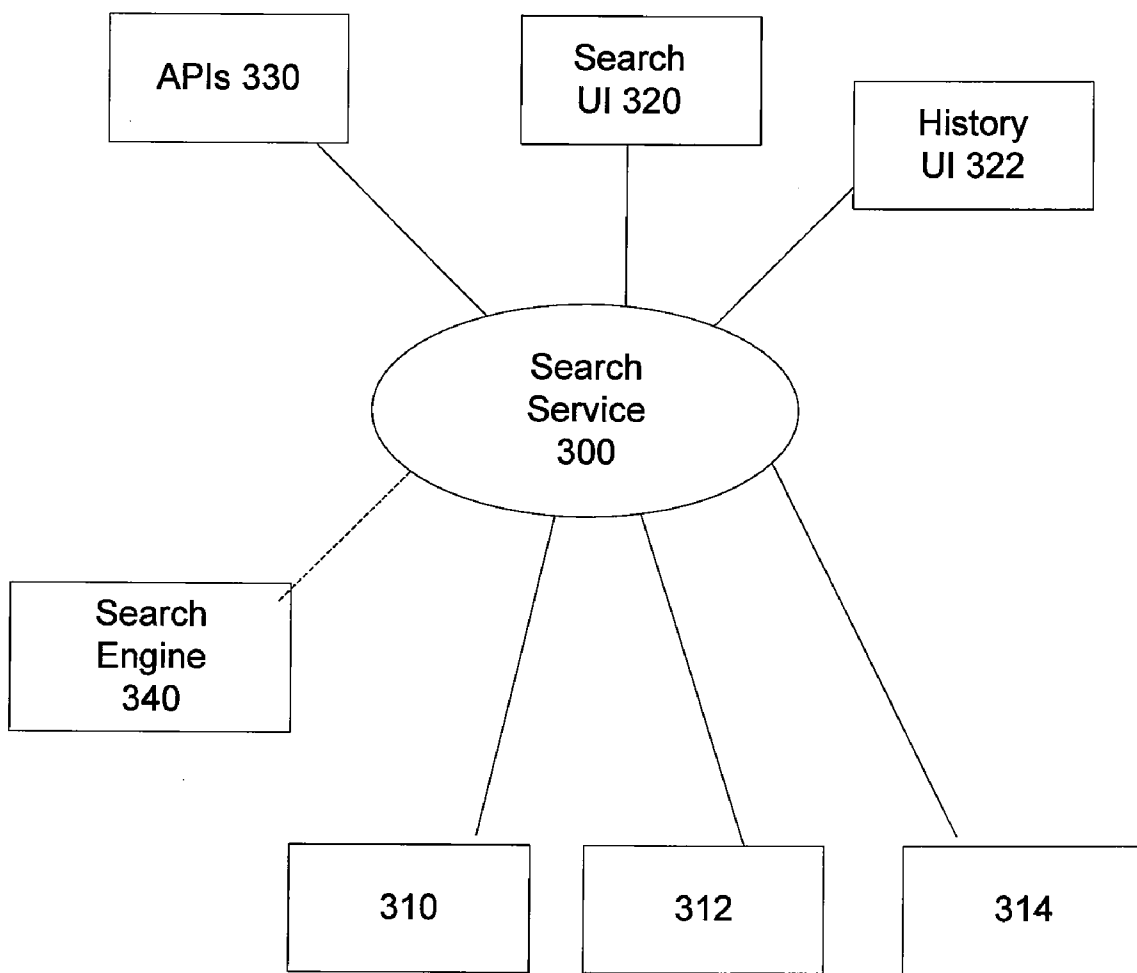 APIs 330
Search
UI 320
History
UI 322
Search
Service
300
Search
Engine
340
310
312
314